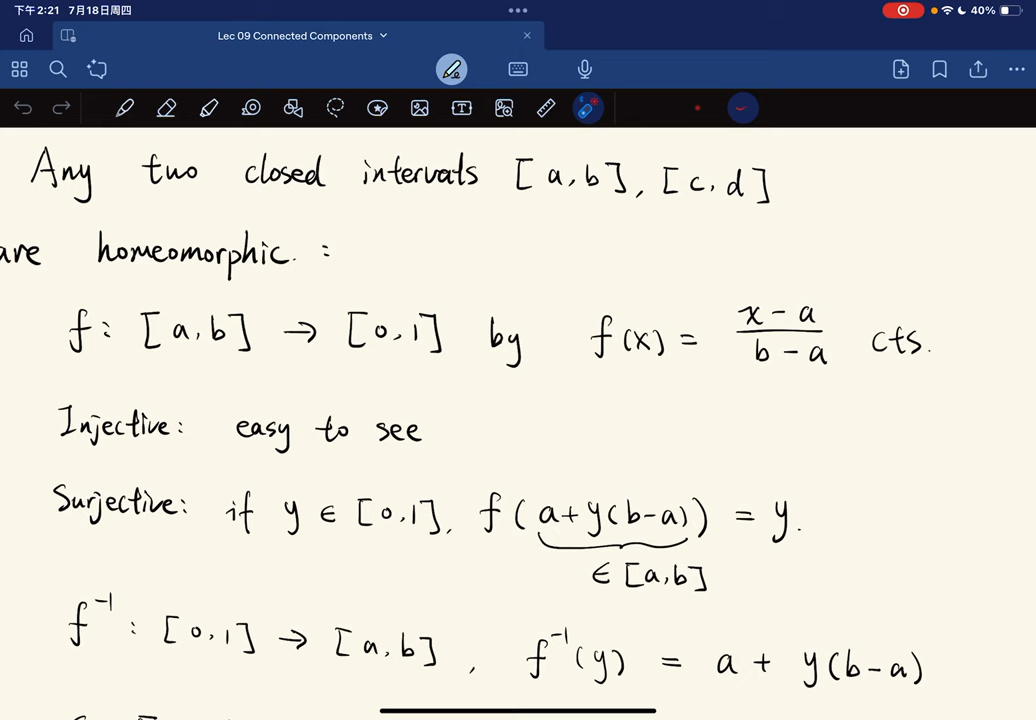 下午2:21 7月18日周四
40%
Lec 09 Connected Components
Any two closed intervals [a,b], [c,d]
are homeomorphic. :
f: [a,b] → [0,1] by f(x) = \frac{x-a}{b-a} cts.
Injective: easy to see
Surjective: if y ∈ [0,1], f(a+y(b-a)) = y.
∈ [a,b]
f^{-1}: [0,1] → [a,b], f^{-1}(y) = a + y(b-a)